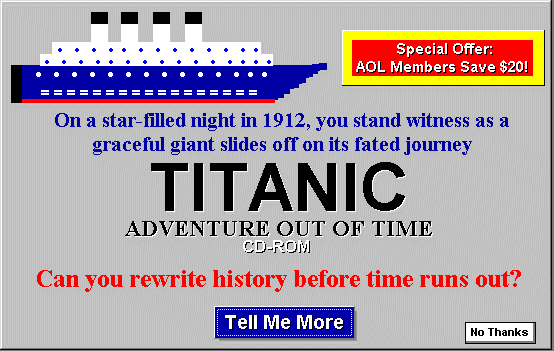 Special Offer:
AOL Members Save $20!
On a star-filled night in 1912, you stand witness as a
graceful giant slides off on its fated journey
TITANIC
ADVENTURE OUT OF TIME
CD-ROM
Can you rewrite history before time runs out?
Tell Me More
No Thanks